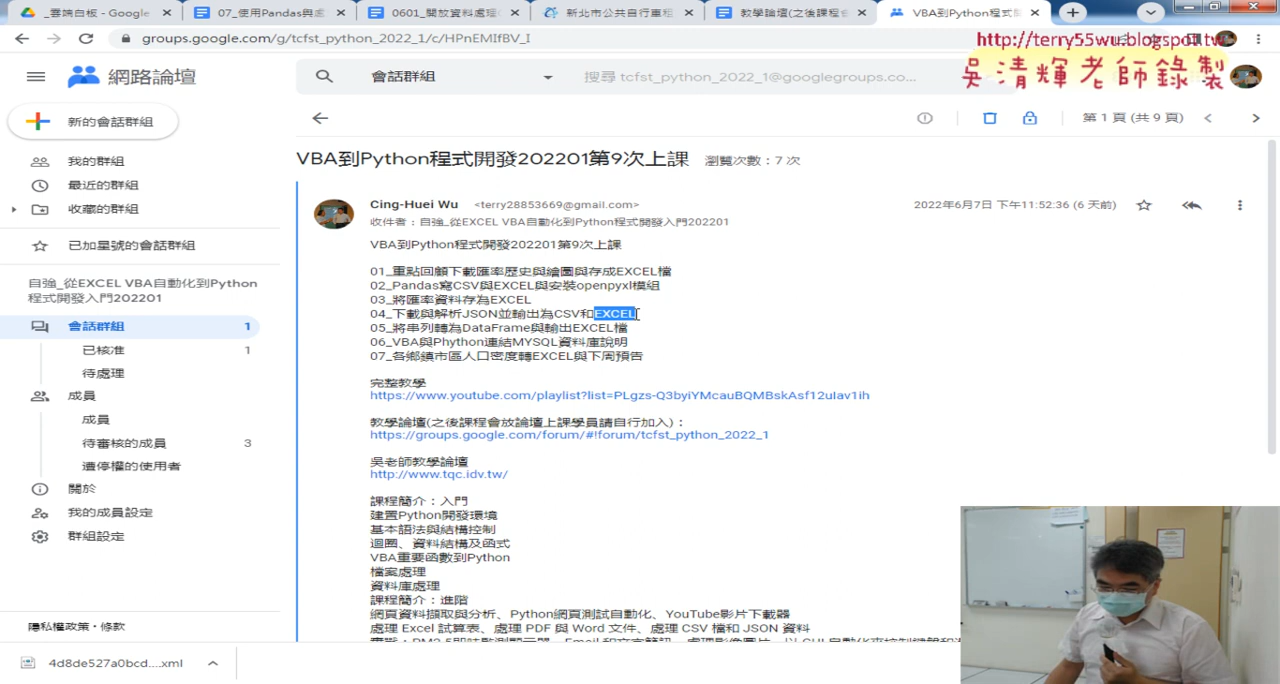 _雲端白板 - Google
07_使用Pandas與處
0601_開放資料處理
新北市公共自行車租
教學論壇(之後課程會
VBA到Python程式開
groups.google.com/g/tcfst_python_2022_1/c/HPnEMIfBV_I
http://terry55wu.blogspot.tw
吳清輝老師錄製
網路論壇
會話群組
搜尋 tcfst_python_2022_1@googlegroups.co...
新的會話群組
第 1 頁 (共 9 頁)
我的群組
最近的群組
收藏的群組
已加星號的會話群組
自強_從EXCEL VBA自動化到Python
程式開發入門202201
會話群組 1
已核准 1
待處理
成員
成員
待審核的成員 3
遭停權的使用者
關於
我的成員設定
群組設定
隱私權政策・條款
VBA到Python程式開發202201第9次上課 瀏覽次數：7 次
Cing-Huei Wu <terry28853669@gmail.com>
2022年6月7日 下午11:52:36 (6 天前)
收件者：自強_從EXCEL VBA自動化到Python程式開發入門202201
VBA到Python程式開發202201第9次上課
01_重點回顧下載匯率歷史與繪圖與存成EXCEL檔
02_Pandas寫CSV與EXCEL與安裝openpyxl模組
03_將匯率資料存為EXCEL
04_下載與解析JSON並輸出為CSV和EXCEL
05_將串列轉為DataFrame與輸出EXCEL檔
06_VBA與Phython連結MYSQL資料庫說明
07_各鄉鎮市區人口密度轉EXCEL與下周預告
完整教學
https://www.youtube.com/playlist?list=PLgzs-Q3byiYMcauBQMBskAsf12uIav1ih
教學論壇(之後課程會放論壇上課學員請自行加入)：
https://groups.google.com/forum/#!forum/tcfst_python_2022_1
吳老師教學論壇
http://www.tqc.idv.tw/
課程簡介：入門
建置Python開發環境
基本語法與結構控制
迴圈、資料結構及函式
VBA重要函數到Python
檔案處理
資料庫處理
課程簡介：進階
網頁資料擷取與分析、Python網頁測試自動化、YouTube影片下載器
處理 Excel 試算表、處理 PDF 與 Word 文件、處理 CSV 檔和 JSON 資料
4d8de527a0bcd....xml